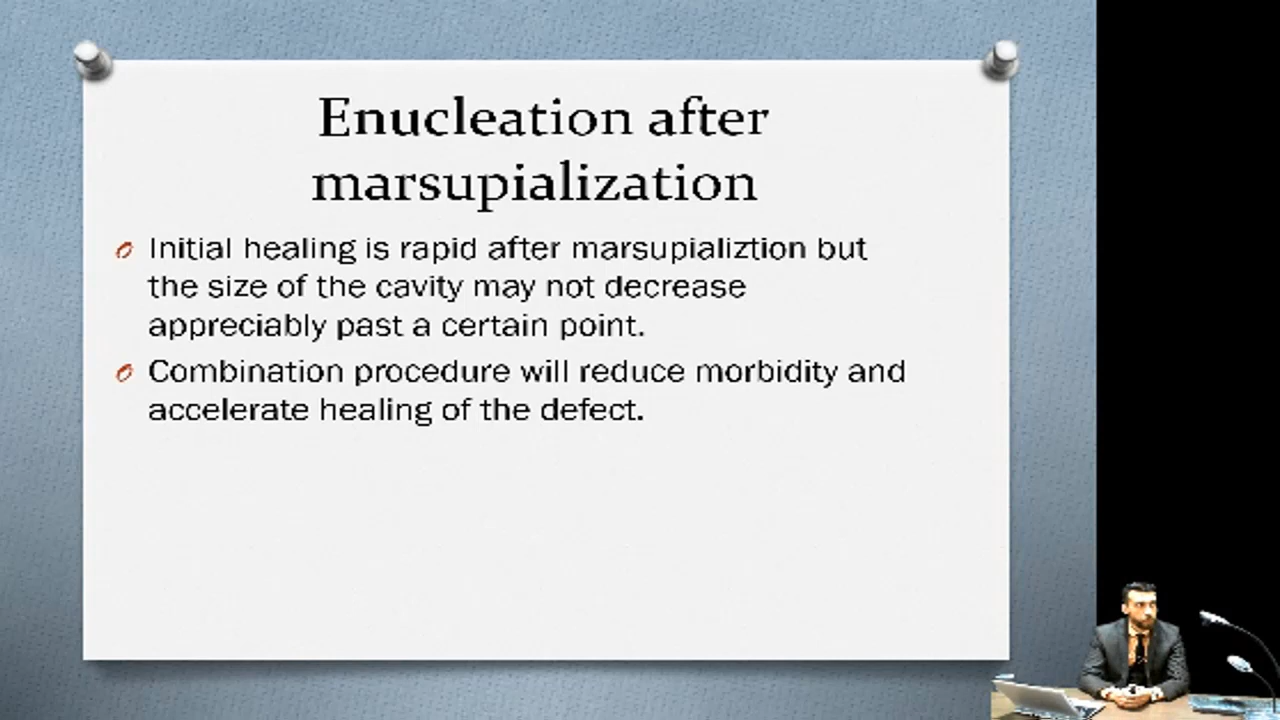 Enucleation after
marsupialization
Initial healing is rapid after marsupializtion but
the size of the cavity may not decrease
appreciably past a certain point.
Combination procedure will reduce morbidity and
accelerate healing of the defect.